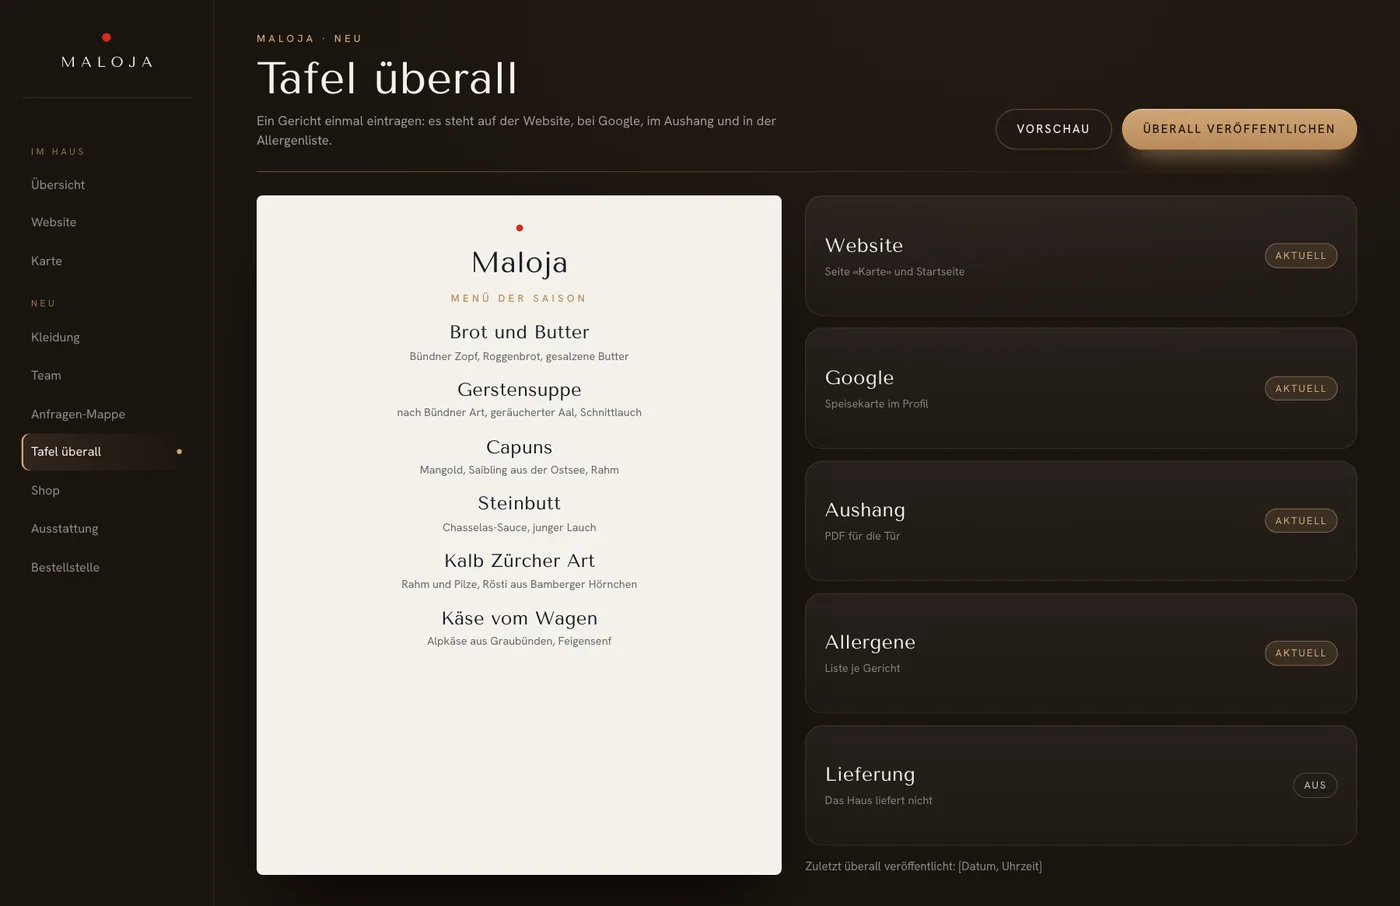 MALOJA
IM HAUS
Übersicht
Website
Karte
NEU
Kleidung
Team
Anfragen-Mappe
Tafel überall
Shop
Ausstattung
Bestellstelle
MALOJA · NEU
Tafel überall
Ein Gericht einmal eintragen: es steht auf der Website, bei Google, im Aushang und in der
Allergenliste.
VORSCHAU
ÜBERALL VERÖFFENTLICHEN
Maloja
MENÜ DER SAISON
Brot und Butter
Bündner Zopf, Roggenbrot, gesalzene Butter
Gerstensuppe
nach Bündner Art, geräucherter Aal, Schnittlauch
Capuns
Mangold, Saibling aus der Ostsee, Rahm
Steinbutt
Chasselas-Sauce, junger Lauch
Kalb Zürcher Art
Rahm und Pilze, Rösti aus Bamberger Hörnchen
Käse vom Wagen
Alpkäse aus Graubünden, Feigensenf
Website
Seite «Karte» und Startseite
AKTUELL
Google
Speisekarte im Profil
AKTUELL
Aushang
PDF für die Tür
AKTUELL
Allergene
Liste je Gericht
AKTUELL
Lieferung
Das Haus liefert nicht
AUS
Zuletzt überall veröffentlicht: [Datum, Uhrzeit]